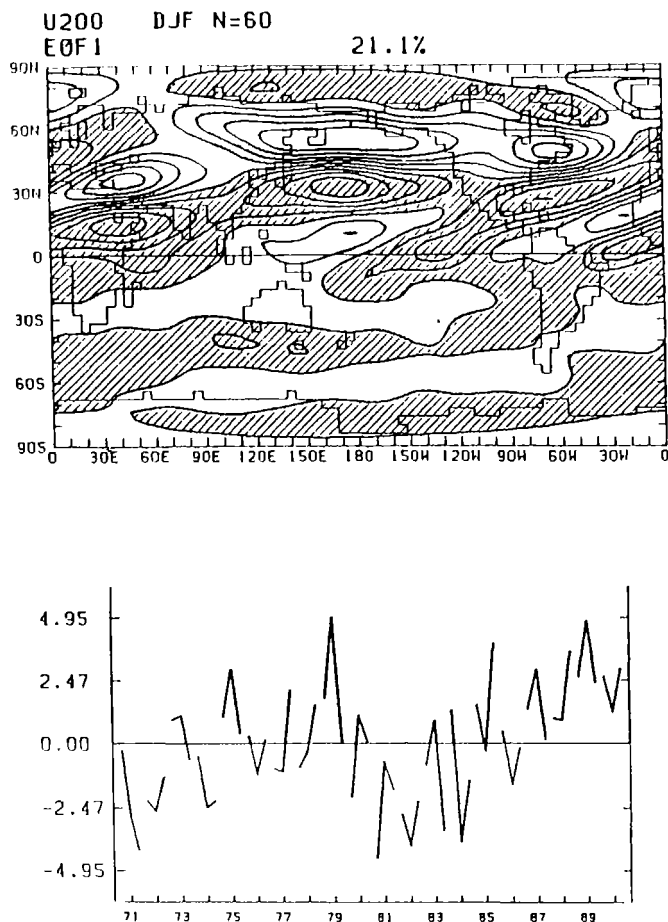 U200 DJF N=60
EOF1 21.1%
90N
60N
30N
0
30S
60S
90S
0 30E 60E 90E 120E 150E 180 150W 120W 90W 60W 30W 0
4.95
2.47
0.00
-2.47
-4.95
71 73 75 77 79 81 83 85 87 89